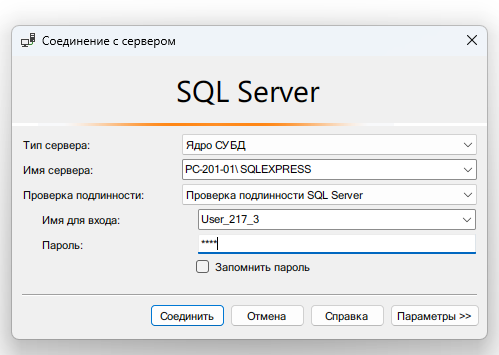 Соединение с сервером
SQL Server
Тип сервера: Ядро СУБД
Имя сервера: PC-201-01\SQLEXPRESS
Проверка подлинности: Проверка подлинности SQL Server
Имя для входа: User_217_3
Пароль: ****
Запомнить пароль
Соединить Отмена Справка Параметры >>